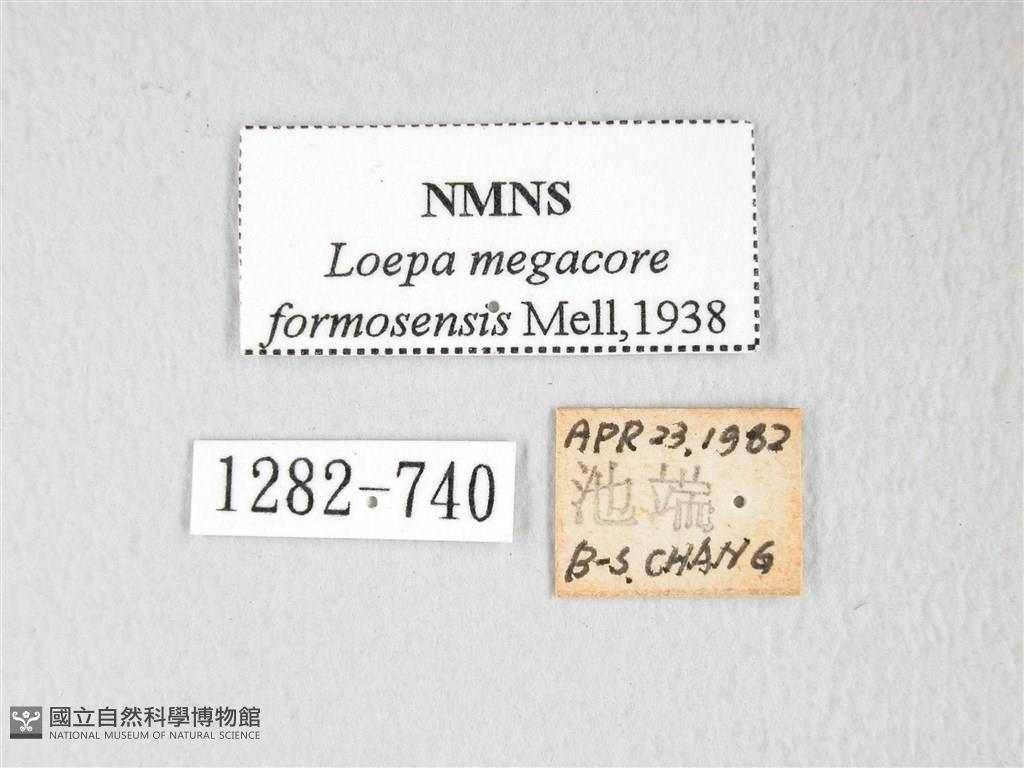 NMNS
Loepa megacore
formosensis Mell,1938
1282-740
APR 23, 1982
池端
B-S. CHANG
國立自然科學博物館
NATIONAL MUSEUM OF NATURAL SCIENCE